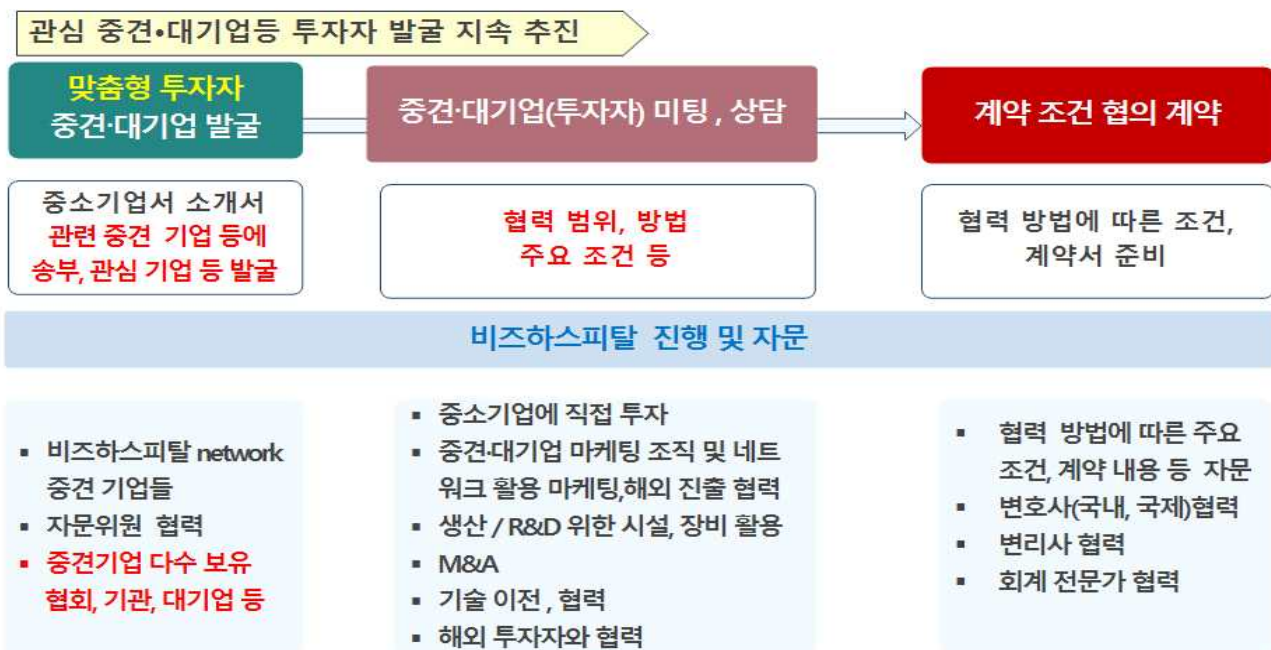 관심 중견•대기업등 투자자 발굴 지속 추진
맞춤형 투자자
중견·대기업 발굴
중견·대기업(투자자) 미팅 , 상담
계약 조건 협의 계약
중소기업서 소개서
관련 중견 기업 등에
송부, 관심 기업 등 발굴
협력 범위, 방법
주요 조건 등
협력 방법에 따른 조건,
계약서 준비
비즈하스피탈 진행 및 자문
▪ 비즈하스피탈 network
중견 기업들
▪ 자문위원 협력
▪ 중견기업 다수 보유
협회, 기관, 대기업 등
▪ 중소기업에 직접 투자
▪ 중견·대기업 마케팅 조직 및 네트
워크 활용 마케팅,해외 진출 협력
▪ 생산 / R&D 위한 시설, 장비 활용
▪ M&A
▪ 기술 이전 , 협력
▪ 해외 투자자와 협력
▪ 협력 방법에 따른 주요
조건, 계약 내용 등 자문
▪ 변호사(국내, 국제)협력
▪ 변리사 협력
▪ 회계 전문가 협력